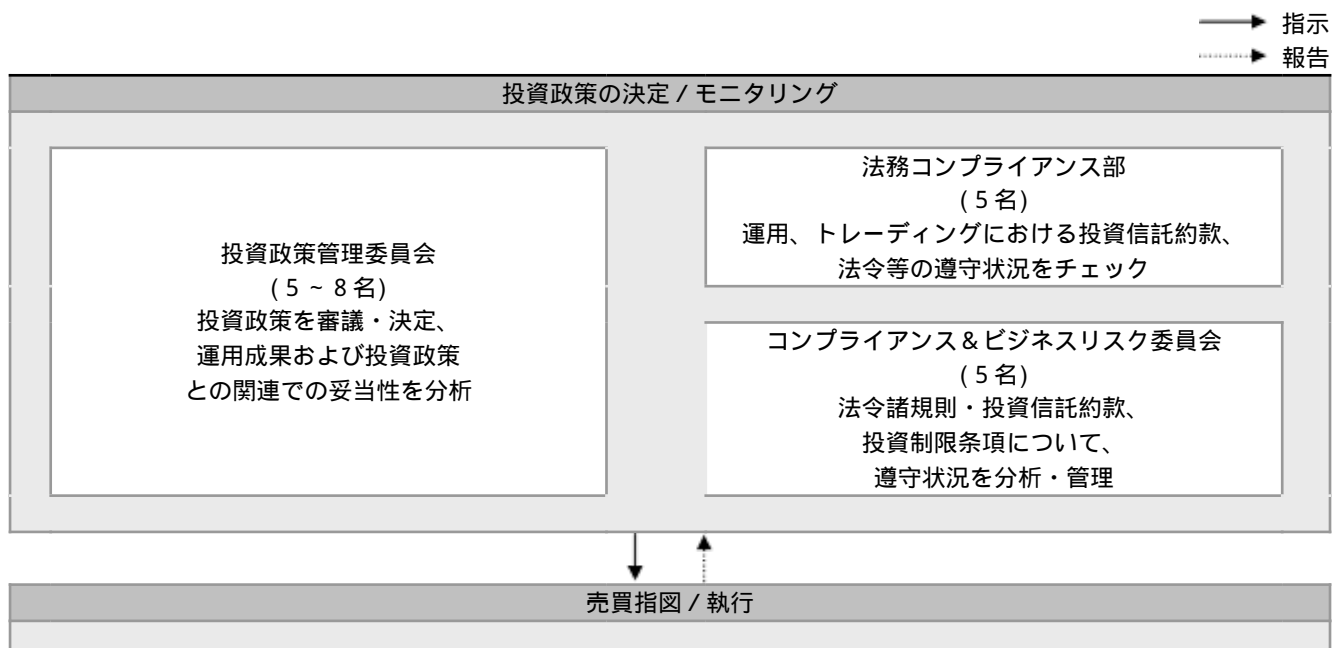 指示
報告
投資政策の決定 / モニタリング
投資政策管理委員会
(5~8名)
投資政策を審議・決定、
運用成果および投資政策
との関連での妥当性を分析
法務コンプライアンス部
(5名)
運用、トレーディングにおける投資信託約款、
法令等の遵守状況をチェック
コンプライアンス&ビジネスリスク委員会
(5名)
法令諸規則・投資信託約款、
投資制限条項について、
遵守状況を分析・管理
売買指図 / 執行